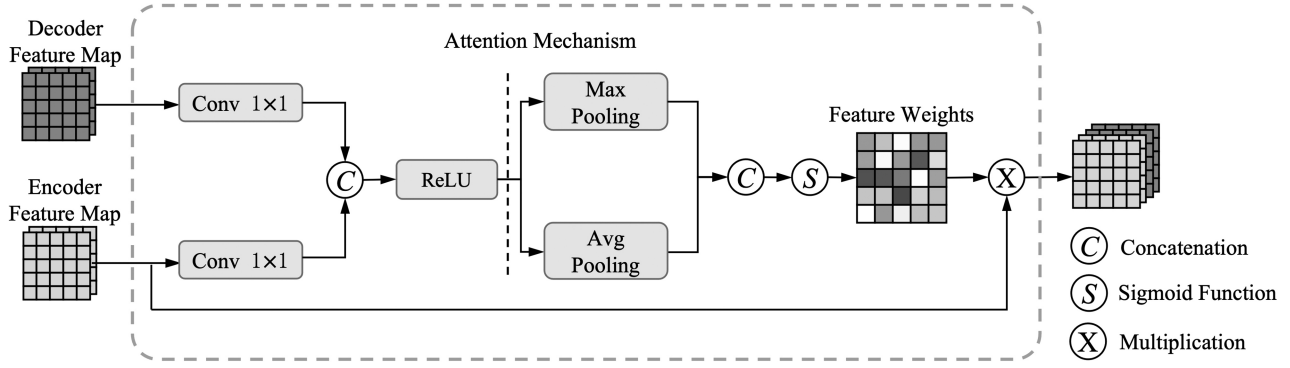 Decoder
Feature Map
Attention Mechanism
Conv 1×1
Max
Pooling
Feature Weights
C
ReLU
C
S
X
Encoder
Feature Map
Conv 1×1
Avg
Pooling
C Concatenation
S Sigmoid Function
X Multiplication